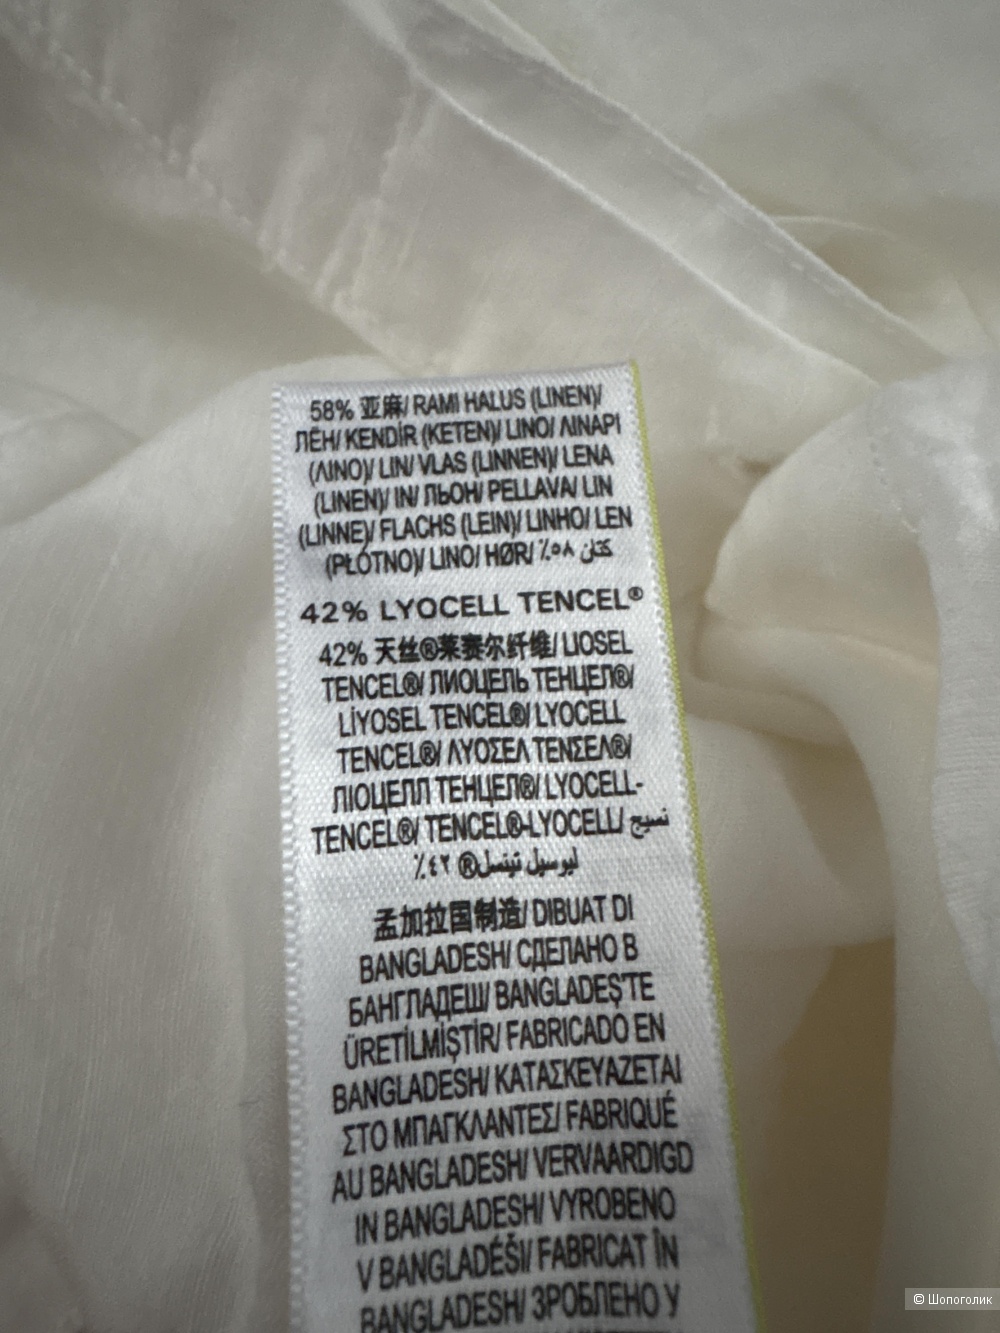 58% 亚麻/ RAMI HALUS (LINEN)/
ЛЁН/ KENDİR (KETEN)/ LINO/ ΛΙΝΑΡΙ
(ΛΙΝΟ)/ LIN/ VLAS (LINNEN)/ LENA
(LINEN)/ IN/ ЛЬОН/ PELLAVA/ LIN
(LINNE)/ FLACHS (LEIN)/ LINHO/ LEN
(PŁÓTNO)/ LINO/ HØR/ كتان ٥٨٪
42% LYOCELL TENCEL®
42% 天丝®莱赛尔纤维/ LIOSEL
TENCEL®/ ЛИОЦЕЛЬ ТЕНЦЕЛ®/
LİYOSEL TENCEL®/ LYOCELL
TENCEL®/ ΛΥΟΣΕΛ ΤΕΝΣΕΛ®/
ЛІОЦЕЛЛ ТЕНЦЕЛ®/ LYOCELL-
TENCEL®/ TENCEL®-LYOCELL/ نسيج
ليوسيل تينسل® ٤٢٪
孟加拉国制造/ DIBUAT DI
BANGLADESH/ СДЕЛАНО В
БАНГЛАДЕШ/ BANGLADEŞ'TE
ÜRETİLMİŞTİR/ FABRICADO EN
BANGLADESH/ ΚΑΤΑΣΚΕΥΑΖΕΤΑΙ
ΣΤΟ ΜΠΑΓΚΛΑΝΤΕΣ/ FABRIQUÉ
AU BANGLADESH/ VERVAARDIGD
IN BANGLADESH/ VYROBENO
V BANGLADÉŠI/ FABRICAT ÎN
BANGLADESH/ ЗРОБЛЕНО У
© Шопоголик